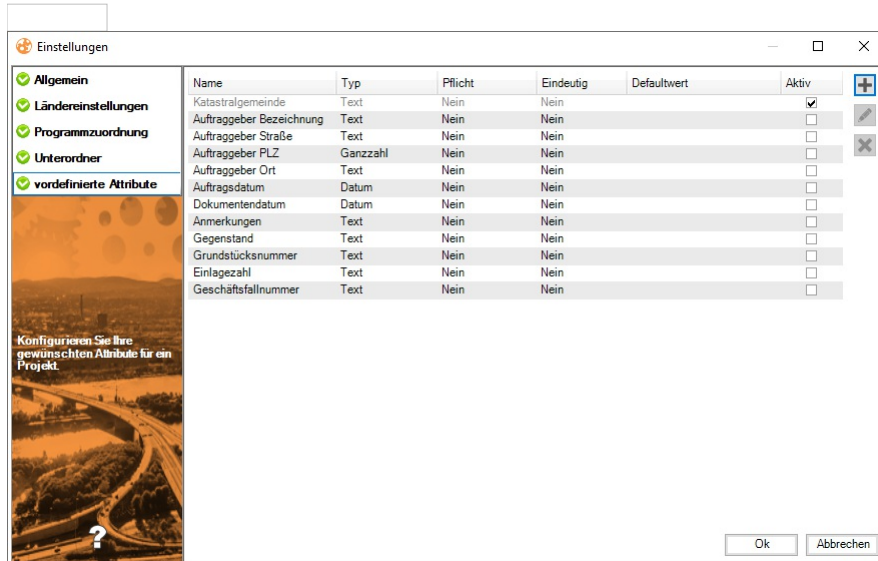 Einstellungen
Allgemein
Ländereinstellungen
Programmzuordnung
Unterordner
vordefinierte Attribute
Konfigurieren Sie Ihre
gewünschten Attribute für ein
Projekt.
?
Name Typ Pflicht Eindeutig Defaultwert Aktiv
Katastralgemeinde Text Nein Nein
Auftraggeber Bezeichnung Text Nein Nein
Auftraggeber Straße Text Nein Nein
Auftraggeber PLZ Ganzzahl Nein Nein
Auftraggeber Ort Text Nein Nein
Auftragsdatum Datum Nein Nein
Dokumentendatum Datum Nein Nein
Anmerkungen Text Nein Nein
Gegenstand Text Nein Nein
Grundstücksnummer Text Nein Nein
Einlagezahl Text Nein Nein
Geschäftsfallnummer Text Nein Nein
Ok Abbrechen